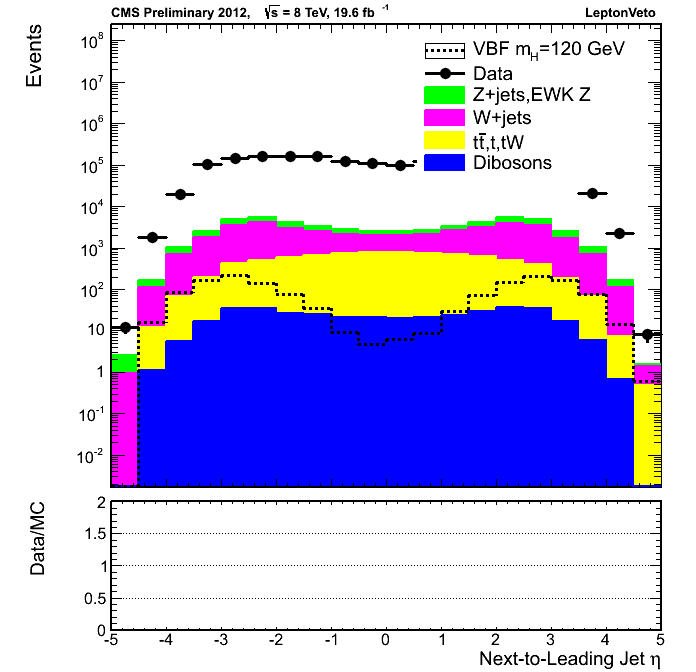 CMS Preliminary 2012, √s = 8 TeV, 19.6 fb⁻¹ LeptonVeto
Events
VBF m_H=120 GeV
Data
Z+jets,EWK Z
W+jets
tt̄,t,tW
Dibosons
10⁸
10⁷
10⁶
10⁵
10⁴
10³
10²
10
1
10⁻¹
10⁻²
Data/MC
2
1.5
1
0.5
0
-5 -4 -3 -2 -1 0 1 2 3 4 5
Next-to-Leading Jet η